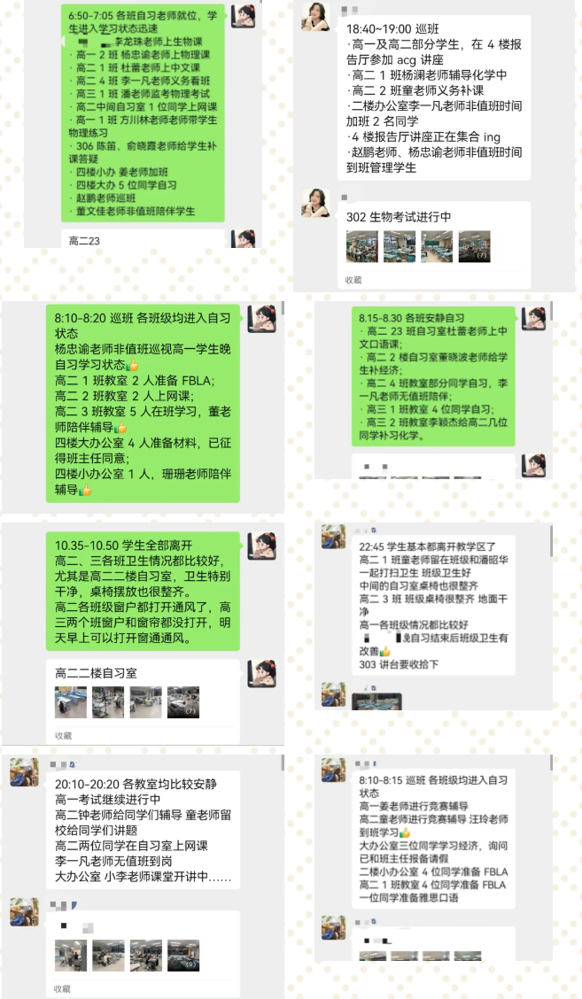 6:50-7:05 各班自习老师就位，学
生进入学习状态迅速
李龙珠老师上生物课
· 高一 2 班 杨忠谕老师上物理课
· 高二 1 班 杜蕾老师上中文课
· 高二 4 班 李一凡老师义务看班
· 高三 1 班 潘老师监考物理考试
· 高二中间自习室 1 位同学上网课
· 高一 1 班 方川林老师老师带学生
物理练习
· 306 陈笛、俞晓霞老师给学生补
课答疑
· 四楼小办 姜老师加班
· 四楼大办 5 位同学自习
· 赵鹏老师巡班
· 董文佳老师非值班陪伴学生
高二23
18:40~19:00 巡班
·高一及高二部分学生，在 4 楼报
告厅参加 acg 讲座
·高二 1 班杨澜老师辅导化学中
·高二 2 班童老师义务补课
·二楼办公室李一凡老师非值班时间
加班 2 名同学
·4 楼报告厅讲座正在集合 ing
·赵鹏老师、杨忠谕老师非值班时间
到班管理学生
302 生物考试进行中
(7)
收藏
8:10-8:20 巡班 各班级均进入自习
状态
杨忠谕老师非值班巡视高一学生晚
自习学习状态👍
高二 1 班教室 2 人准备 FBLA；
高二 2 班教室 2 人上网课；
高二 3 班教室 5 人在班学习，董老
师陪伴辅导👍
四楼大办公室 4 人准备材料，已征
得班主任同意；
四楼小办公室 1 人，珊珊老师陪伴
辅导👍
8.15-8.30 各班安静自习
· 高二 23 班自习室杜蕾老师上中
文口语课；
· 高二 2 楼自习室董晓波老师给学
生补经济；
· 高二 4 班教室部分同学自习，李
一凡老师无值班陪伴；
· 高三 1 班教室 4 位同学自习；
· 高三 2 班教室李颖杰给高二几位
同学补习化学。
10.35-10.50 学生全部离开
高二、三各班卫生情况都比较好，
尤其是高二二楼自习室，卫生特别
干净，桌椅摆放也很整齐。
高二各班级窗户都打开通风了，高
三两个班窗户和窗帘都没打开，明
天早上可以打开窗通通风。
高二二楼自习室
(7)
收藏
22:45 学生基本都离开教学区了
高二 1 班童老师留在班级和潘昭华
一起打扫卫生 班级卫生好
中间的自习室桌椅也很整齐
高二 3 班 班级桌椅很整齐 地面干
净
高一各班级情况都比较好
晚自习结束后班级卫生有
改善👍
303 讲台要收拾下
20:10-20:20 各教室均比较安静
高一考试继续进行中
高二钟老师给同学们辅导 童老师留
校给同学们讲题
高二两位同学在自习室上网课
李一凡老师无值班到岗
大办公室 小李老师课堂开讲中……
(9)
收藏
8:10-8:15 巡班 各班级均进入自习
状态
高一姜老师进行竞赛辅导
高二童老师进行竞赛辅导 汪玲老师
到班学习👍
大办公室三位同学学习经济，询问
已和班主任报备请假
二楼小办公室 4 位同学准备 FBLA
高二 1 班教室 4 位同学准备 FBLA
一位同学准备雅思口语